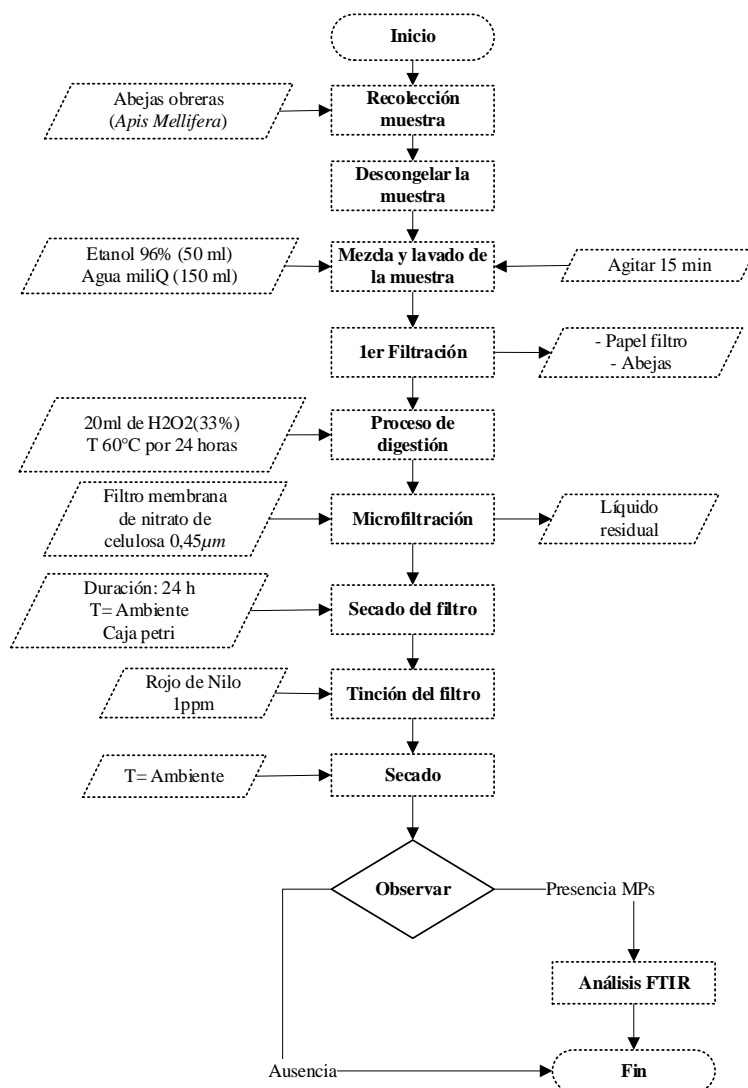 Inicio
Abejas obreras
(Apis Mellifera)
Recolección
muestra
Descongelar la
muestra
Etanol 96% (50 ml)
Agua miliQ (150 ml)
Mezcla y lavado de
la muestra
Agitar 15 min
1er Filtración
- Papel filtro
- Abejas
20ml de H2O2(33%)
T 60°C por 24 horas
Proceso de
digestión
Filtro membrana
de nitrato de
celulosa 0,45µm
Microfiltración
Líquido
residual
Duración: 24 h
T= Ambiente
Caja petri
Secado del filtro
Rojo de Nilo
1ppm
Tinción del filtro
T= Ambiente
Secado
Observar
Presencia MPs
Análisis FTIR
Ausencia
Fin